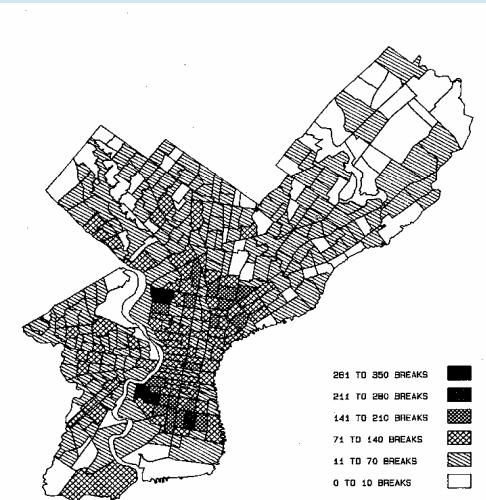 281 TO 350 BREAKS
211 TO 280 BREAKS
141 TO 210 BREAKS
71 TO 140 BREAKS
11 TO 70 BREAKS
0 TO 10 BREAKS